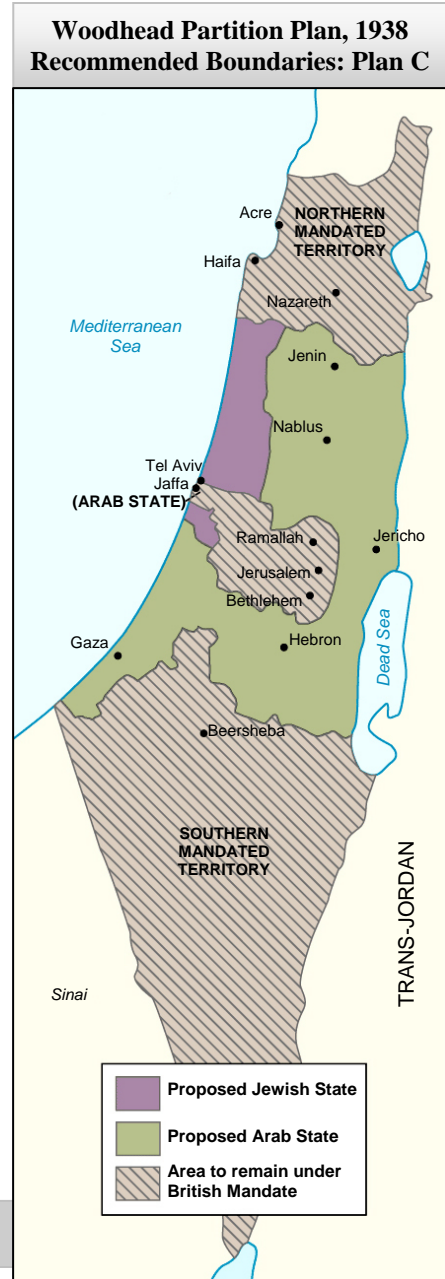 Woodhead Partition Plan, 1938
Recommended Boundaries: Plan C
Acre
NORTHERN
MANDATED
TERRITORY
Haifa
Nazareth
Mediterranean
Sea
Jenin
Nablus
Tel Aviv
Jaffa
(ARAB STATE)
Ramallah
Jericho
Jerusalem
Bethlehem
Hebron
Gaza
Dead Sea
Beersheba
SOUTHERN
MANDATED
TERRITORY
TRANS-JORDAN
Sinai
Proposed Jewish State
Proposed Arab State
Area to remain under
British Mandate